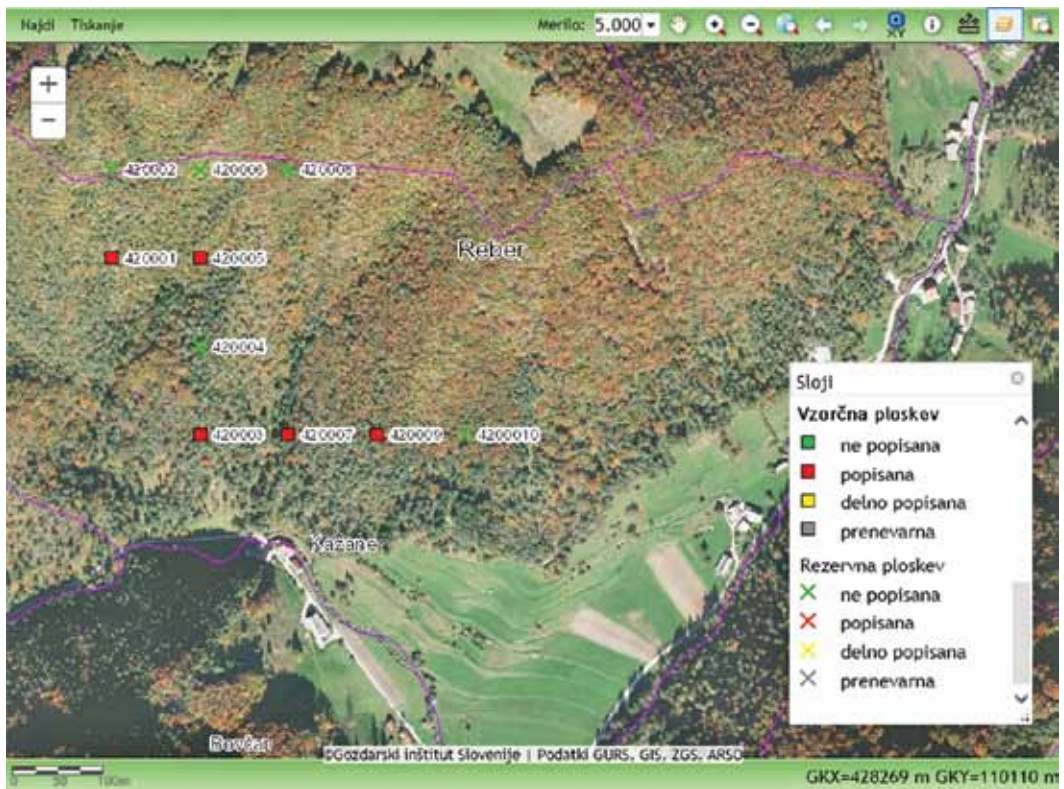 Najdi Tiskanje Merilo: 5.000
XY
+
−
420002 420006 420008
Reber
420001 420005
420004
420003 420007 420009 4200010
Kazane
Sloji
Vzorčna ploskev
ne popisana
popisana
delno popisana
prenevarna
Rezervna ploskev
ne popisana
popisana
delno popisana
prenevarna
Bovčar
©Gozdarski inštitut Slovenije | Podatki GURS, GIS, ZGS, ARSO
0 50 100m
GKX=428269 m GKY=110110 m